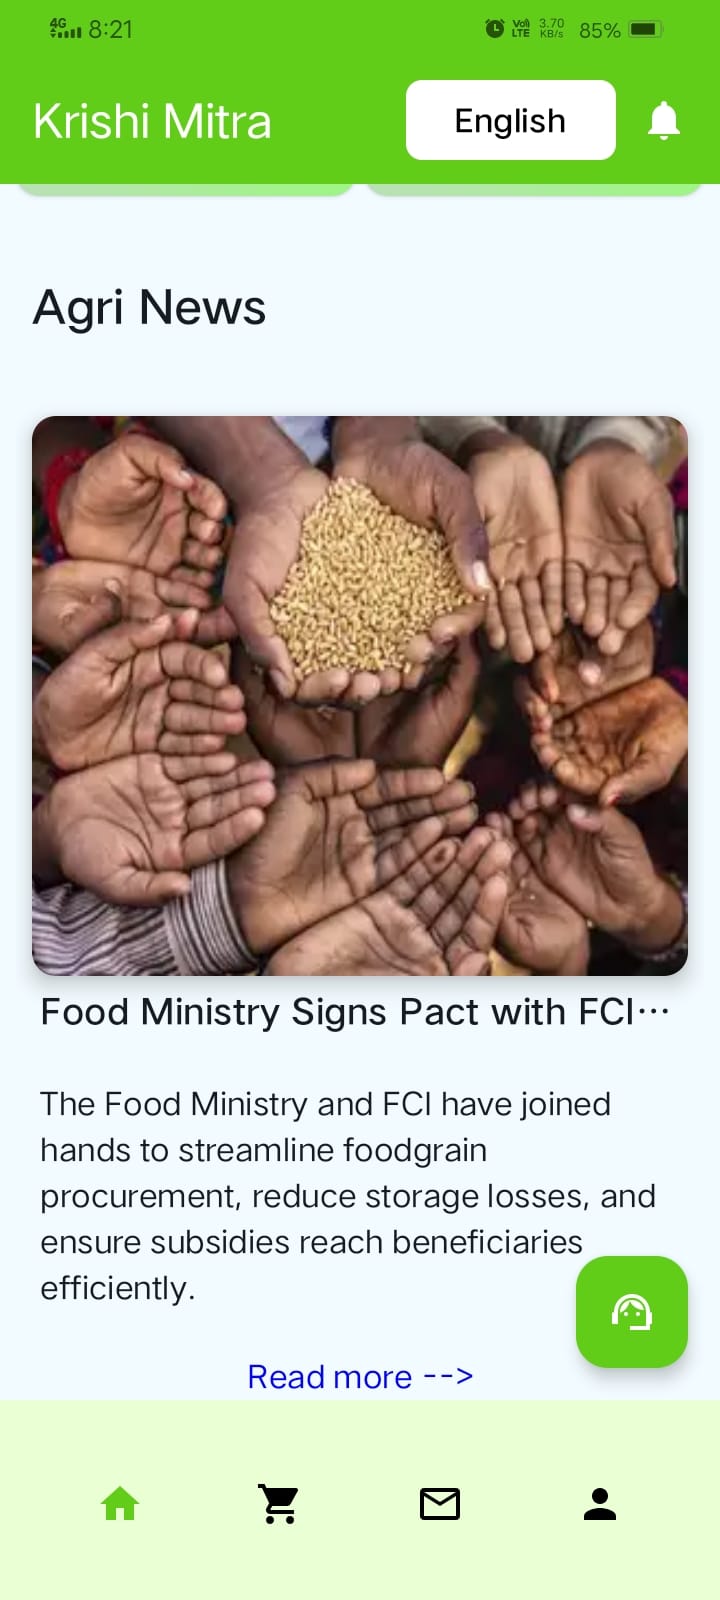 4G 8:21 Vo)) LTE 3.70 KB/s 85%
Krishi Mitra English
Agri News
Food Ministry Signs Pact with FCI...
The Food Ministry and FCI have joined
hands to streamline foodgrain
procurement, reduce storage losses, and
ensure subsidies reach beneficiaries
efficiently.
Read more -->